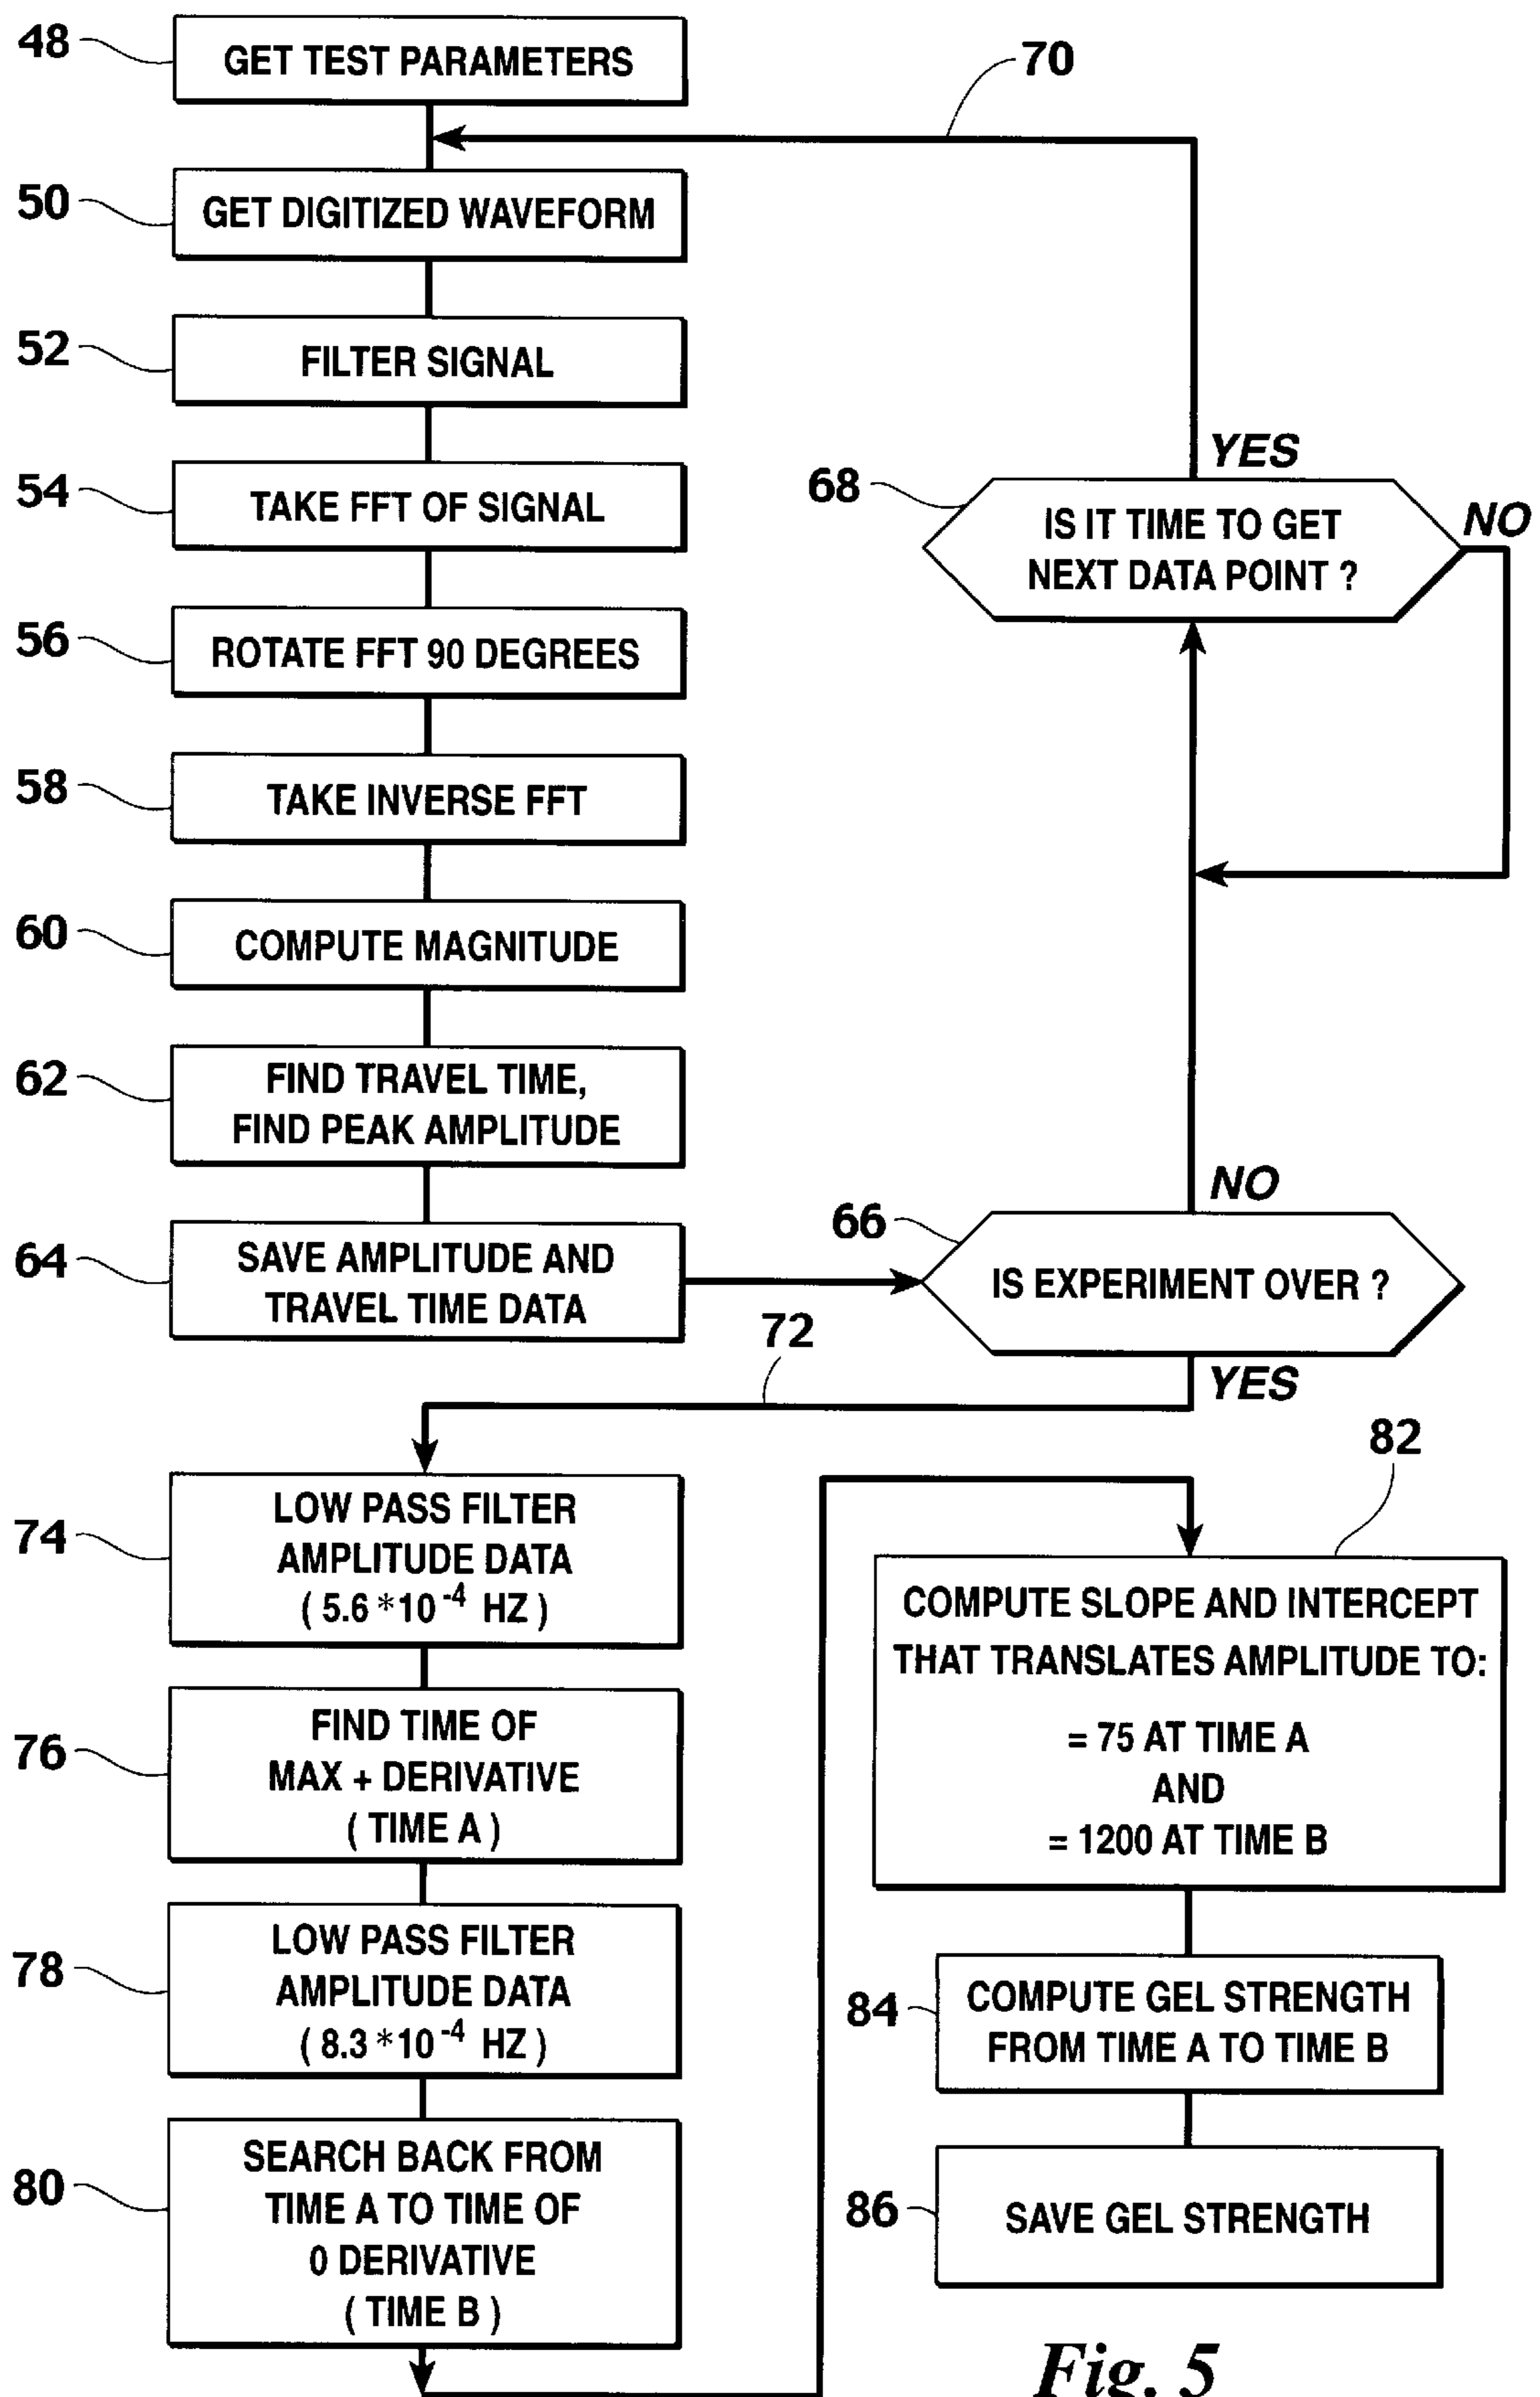 48
GET TEST PARAMETERS
70
50
GET DIGITIZED WAVEFORM
52
FILTER SIGNAL
54
TAKE FFT OF SIGNAL
56
ROTATE FFT 90 DEGREES
58
TAKE INVERSE FFT
60
COMPUTE MAGNITUDE
62
FIND TRAVEL TIME,
FIND PEAK AMPLITUDE
64
SAVE AMPLITUDE AND
TRAVEL TIME DATA
66
IS EXPERIMENT OVER ?
NO
YES
68
IS IT TIME TO GET
NEXT DATA POINT ?
YES
NO
72
74
LOW PASS FILTER
AMPLITUDE DATA
( 5.6 *10⁻⁴ HZ )
76
FIND TIME OF
MAX + DERIVATIVE
( TIME A )
78
LOW PASS FILTER
AMPLITUDE DATA
( 8.3 *10⁻⁴ HZ )
80
SEARCH BACK FROM
TIME A TO TIME OF
0 DERIVATIVE
( TIME B )
82
COMPUTE SLOPE AND INTERCEPT
THAT TRANSLATES AMPLITUDE TO:
= 75 AT TIME A
AND
= 1200 AT TIME B
84
COMPUTE GEL STRENGTH
FROM TIME A TO TIME B
86
SAVE GEL STRENGTH
Fig. 5